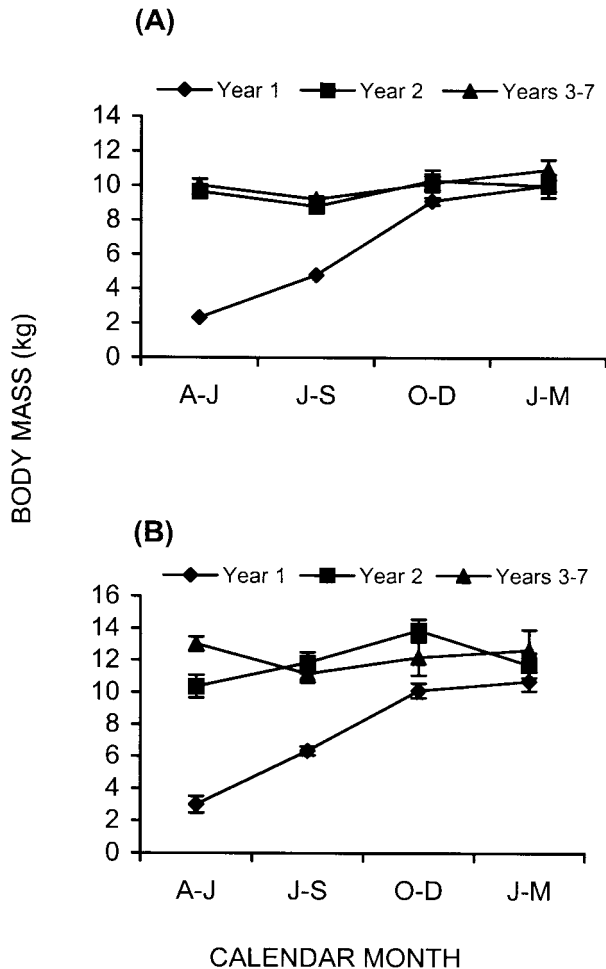 (A)
Year 1 Year 2 Years 3-7
14
12
10
8
6
4
2
0
A-J J-S O-D J-M
BODY MASS (kg)
(B)
Year 1 Year 2 Years 3-7
16
14
12
10
8
6
4
2
0
A-J J-S O-D J-M
CALENDAR MONTH